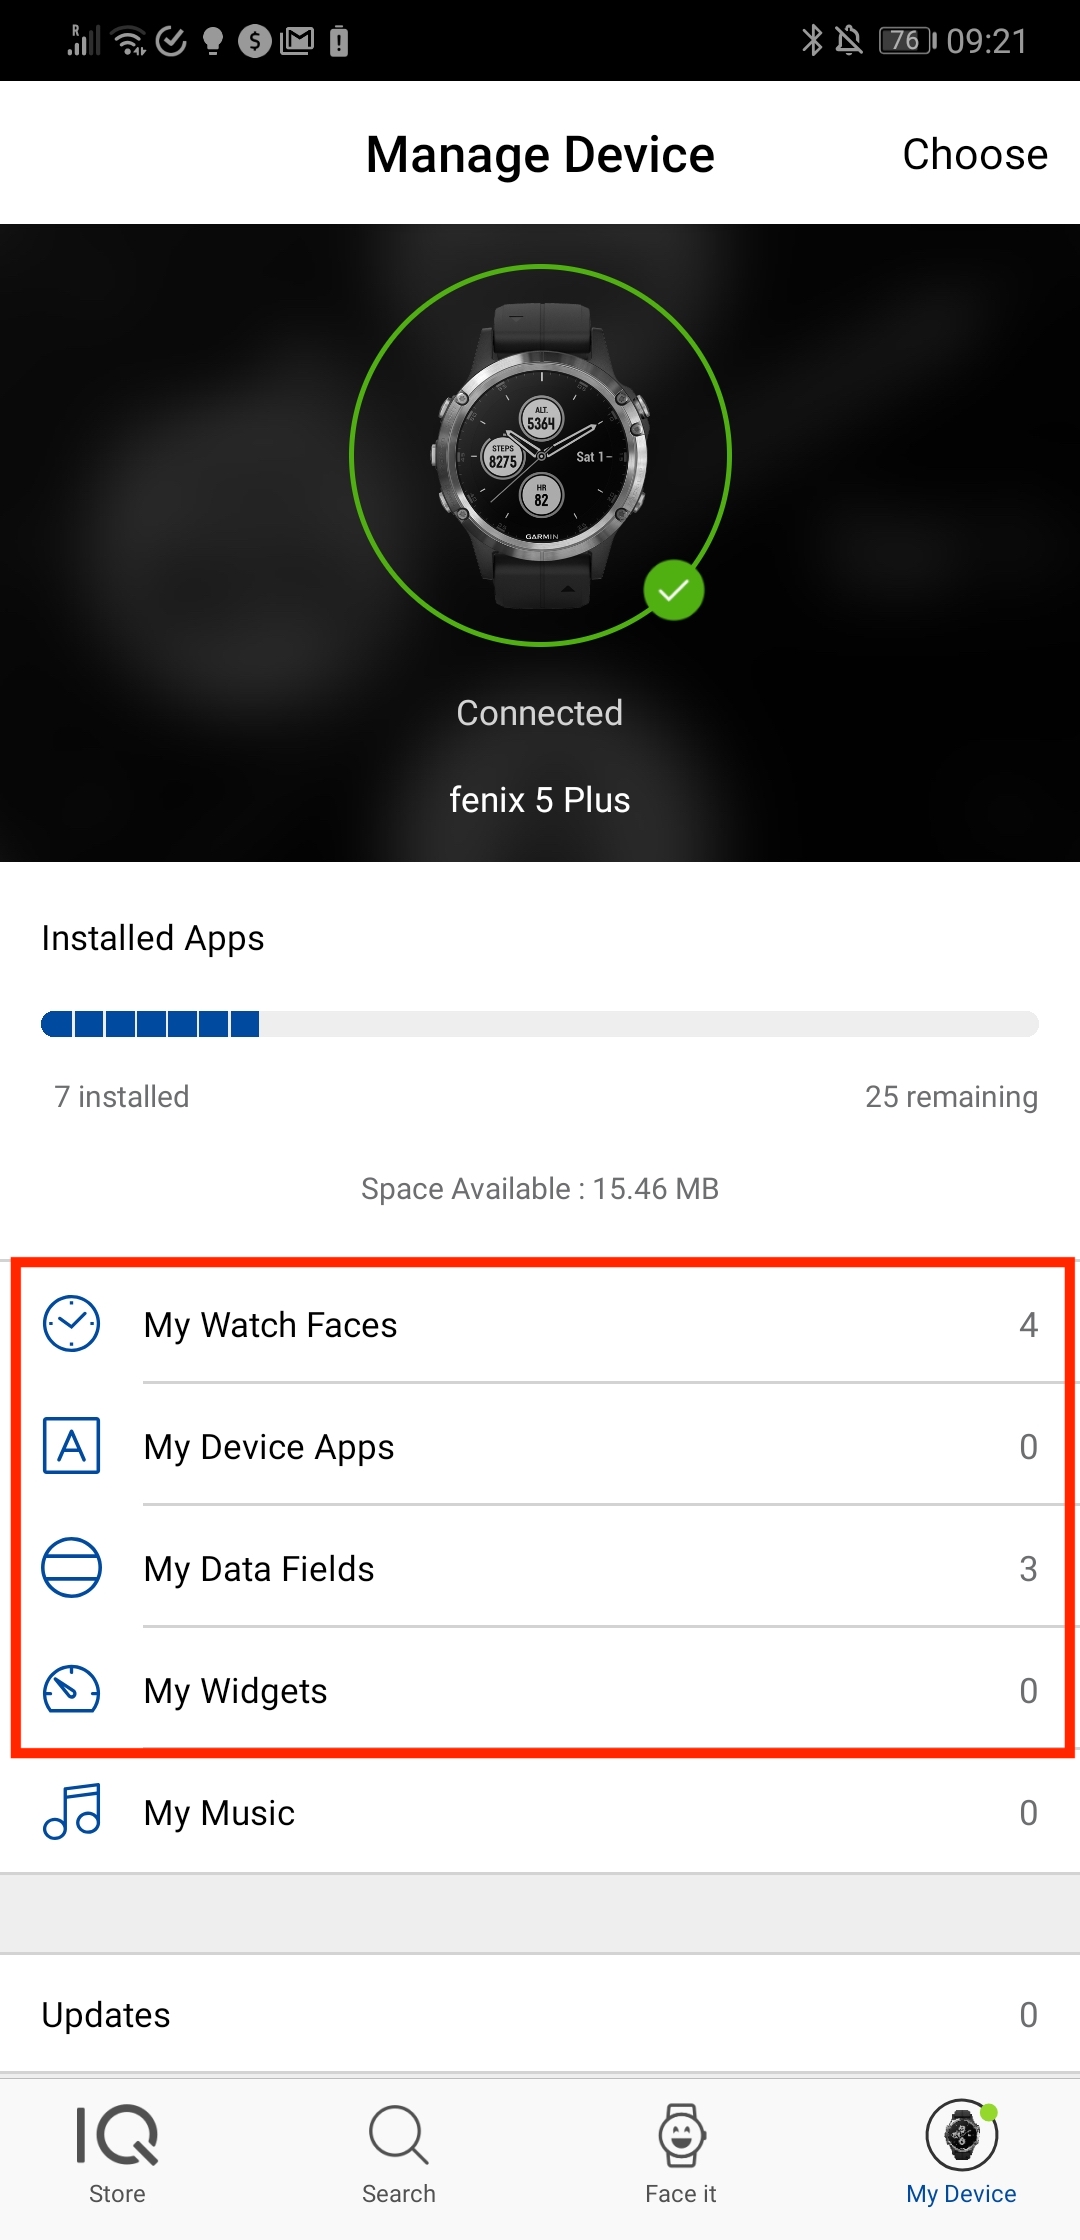 R 76 09:21
Manage Device Choose
ALT.
5364
STEPS
8275
Sat 1
HR
82
GARMIN
Connected
fenix 5 Plus
Installed Apps
7 installed 25 remaining
Space Available : 15.46 MB
My Watch Faces 4
A My Device Apps 0
My Data Fields 3
My Widgets 0
My Music 0
Updates 0
IQ
Store Search Face it My Device